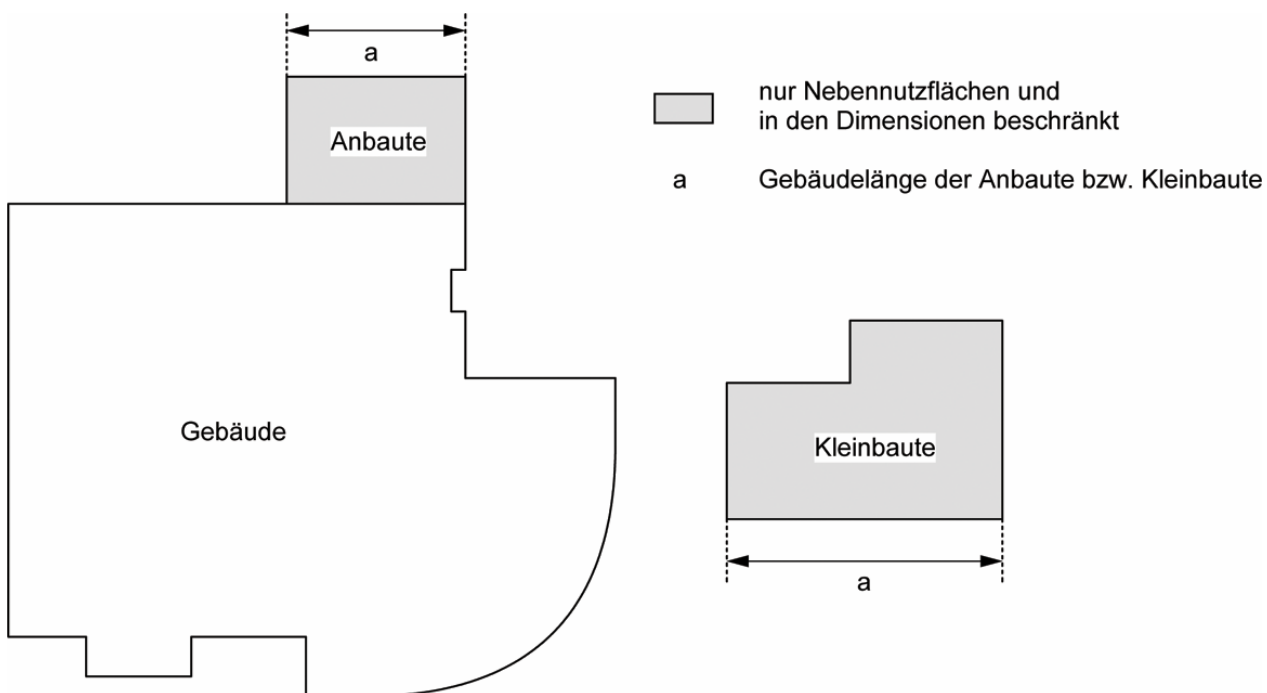 a
Anbaute
nur Nebennutzflächen und
in den Dimensionen beschränkt
a Gebäudelänge der Anbaute bzw. Kleinbaute
Gebäude
Kleinbaute
a